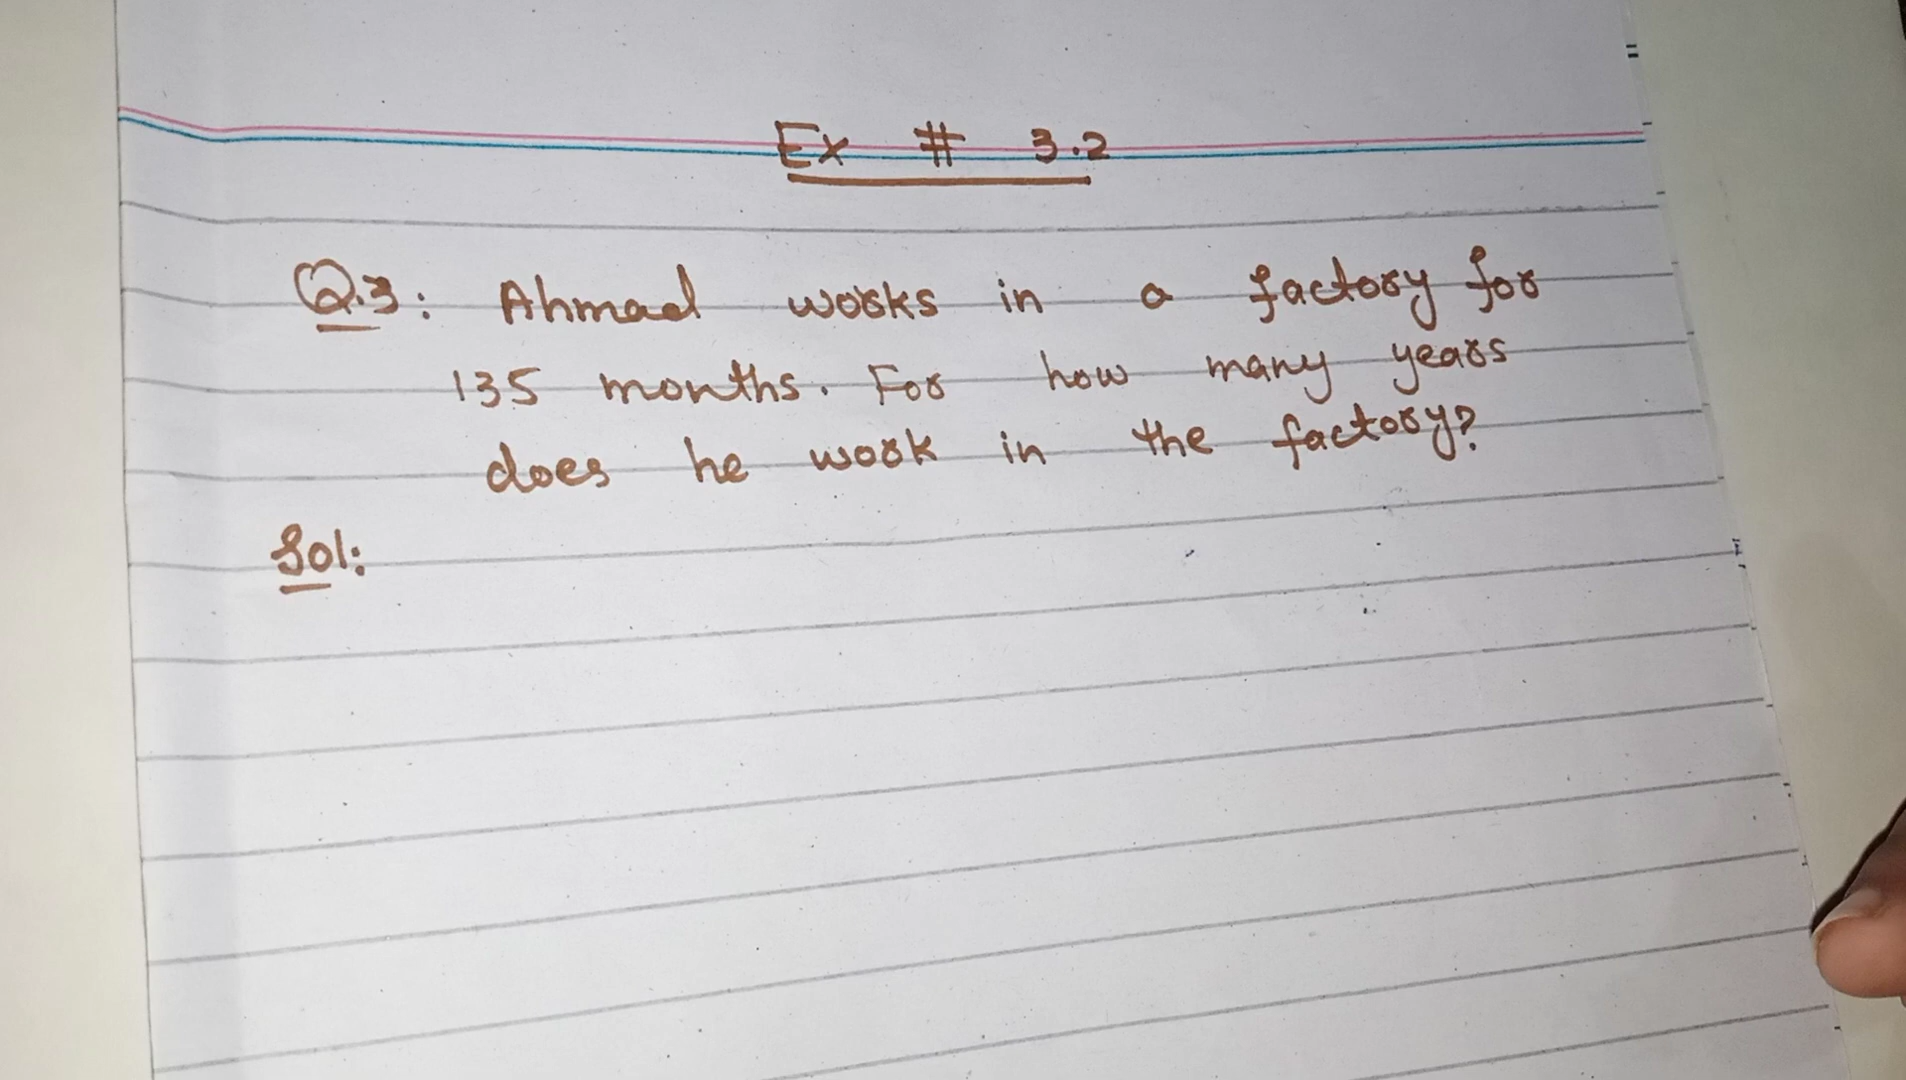 Ex # 3.2
Q.3: Ahmad works in a factory for
135 months. For how many years
does he work in the factory?
Sol: